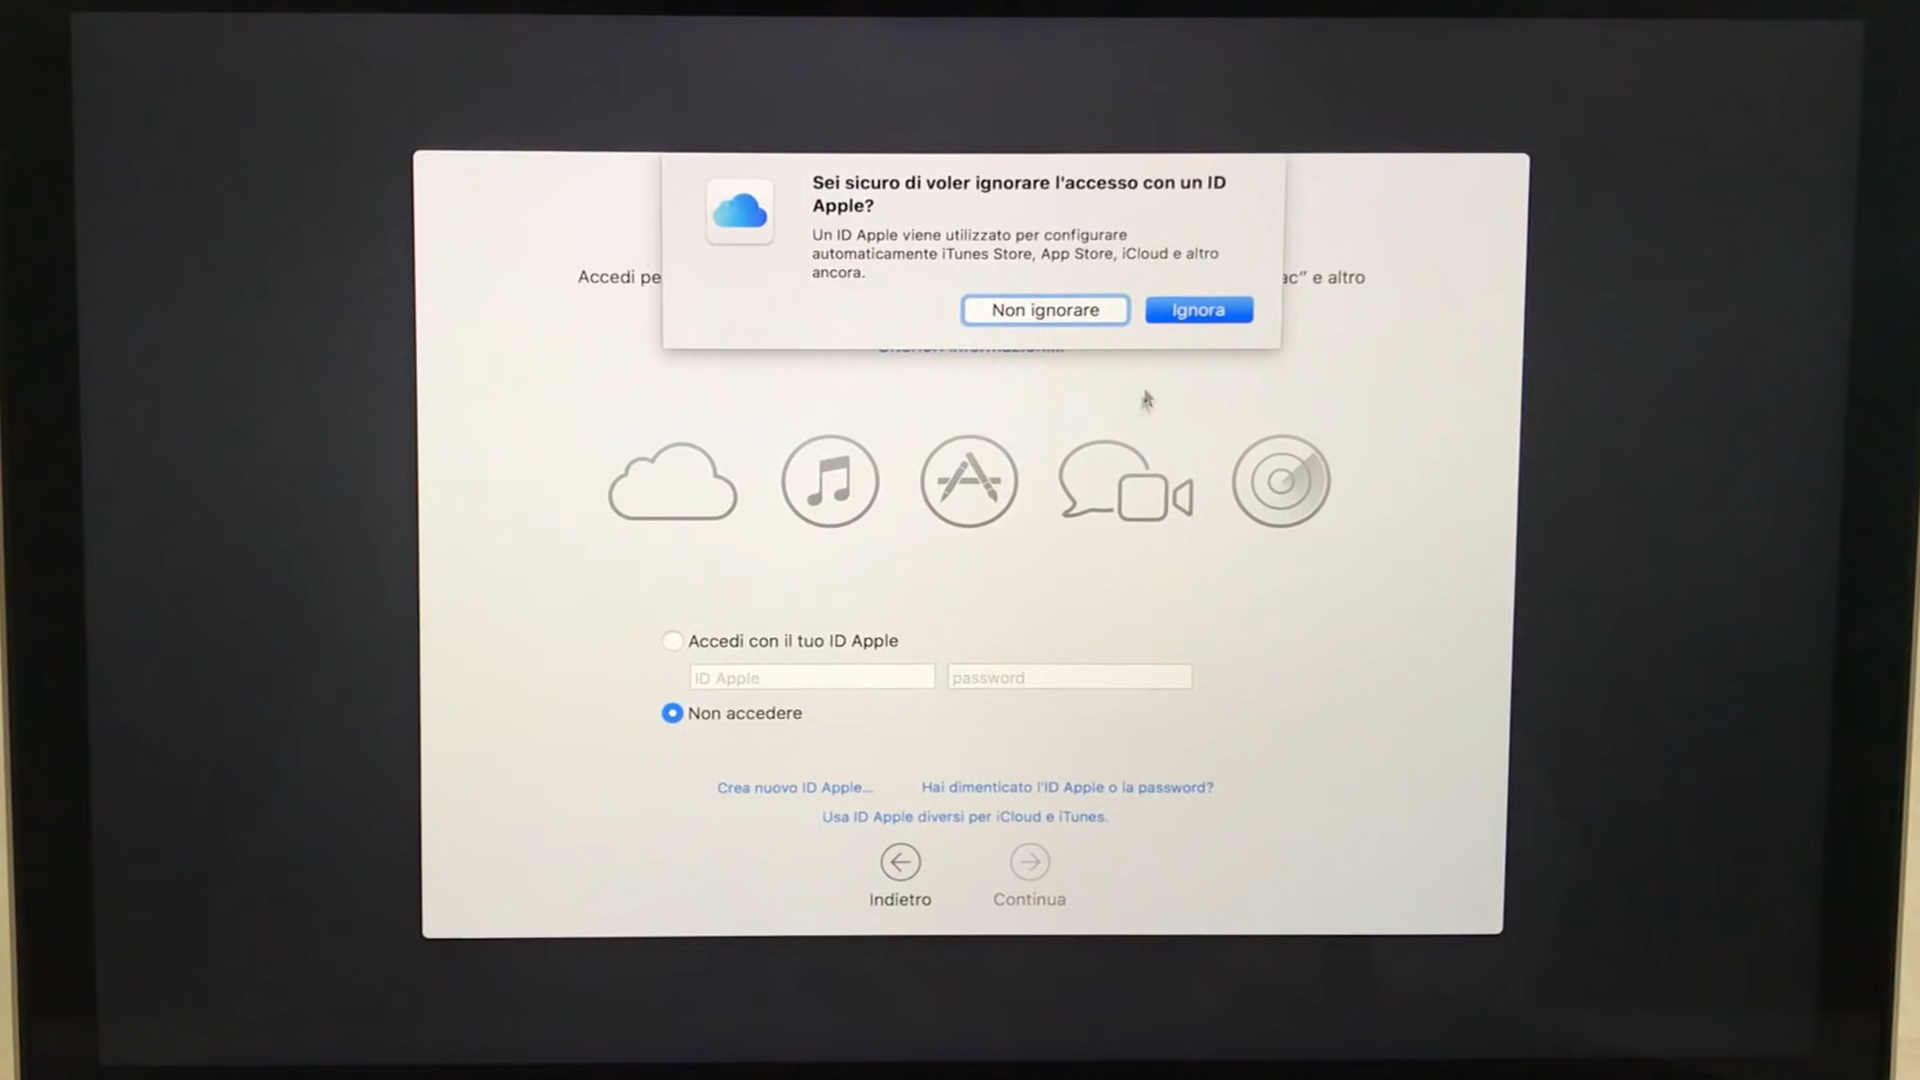 Sei sicuro di voler ignorare l'accesso con un ID
Apple?
Un ID Apple viene utilizzato per configurare
automaticamente iTunes Store, App Store, iCloud e altro
ancora.
Accedi pe
ac" e altro
Non ignorare
Ignora
Accedi con il tuo ID Apple
ID Apple
password
Non accedere
Crea nuovo ID Apple...
Hai dimenticato l'ID Apple o la password?
Usa ID Apple diversi per iCloud e iTunes.
Indietro
Continua